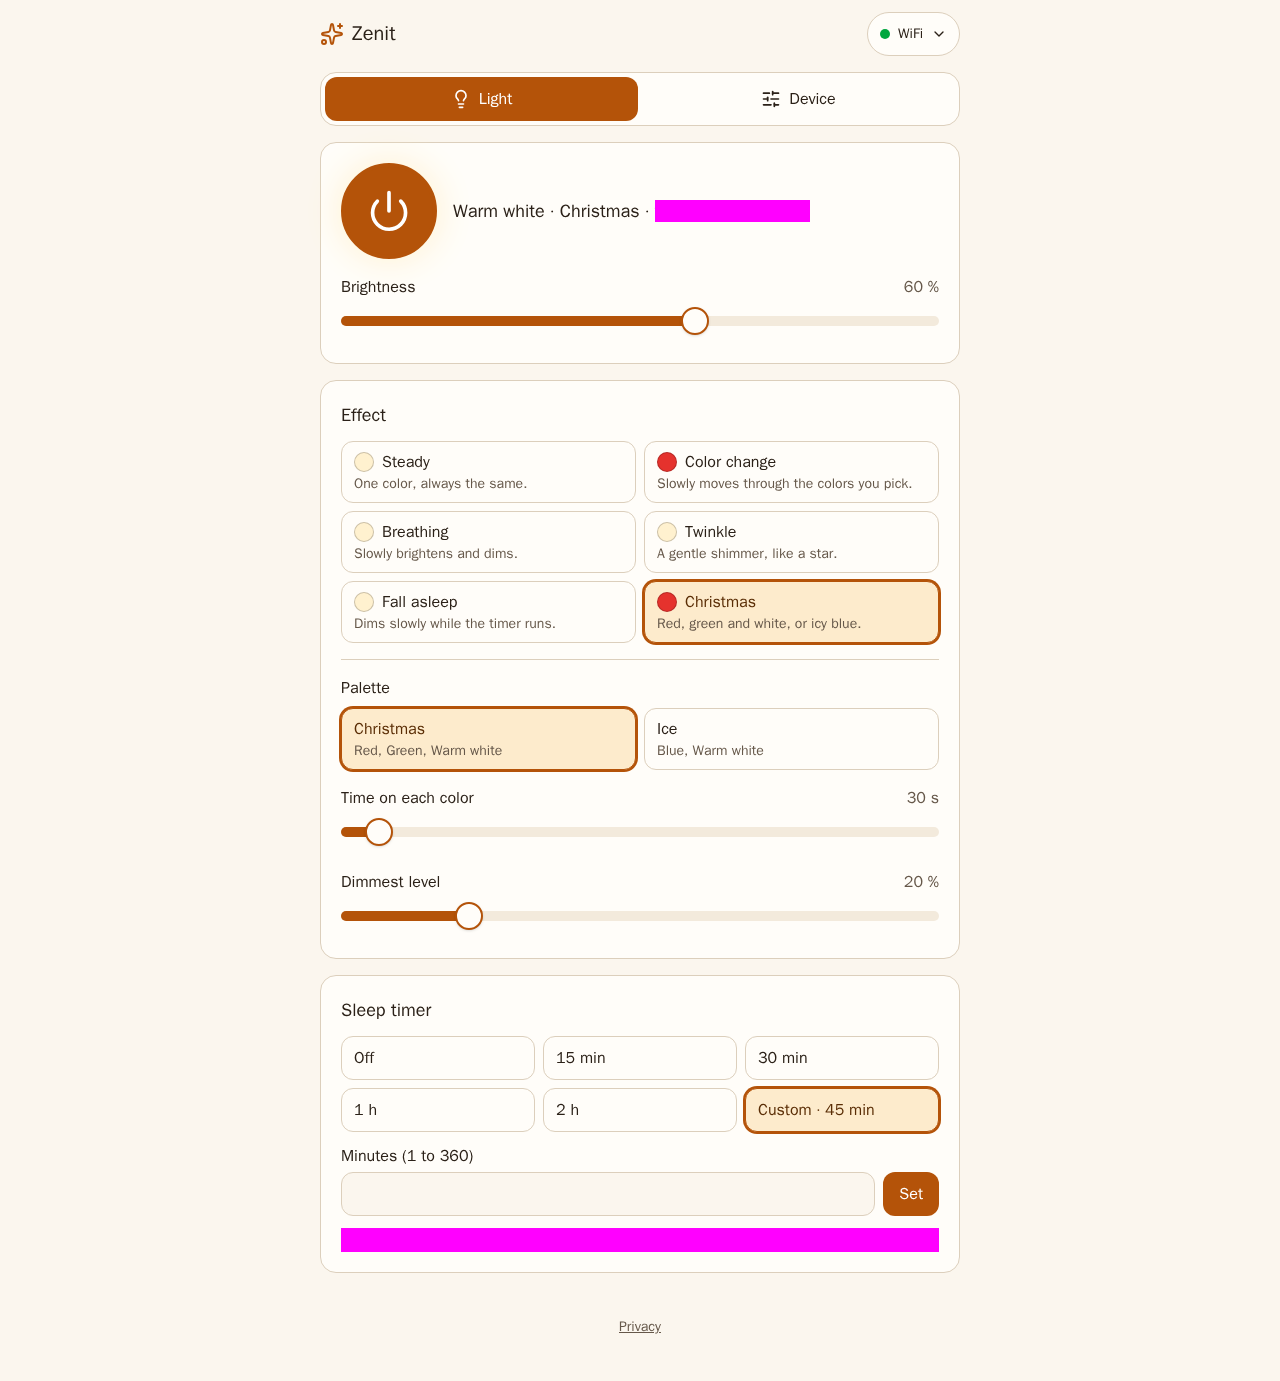 Zenit
WiFi
Light
Device
Warm white · Christmas ·
Brightness
60 %
Effect
Steady
One color, always the same.
Color change
Slowly moves through the colors you pick.
Breathing
Slowly brightens and dims.
Twinkle
A gentle shimmer, like a star.
Fall asleep
Dims slowly while the timer runs.
Christmas
Red, green and white, or icy blue.
Palette
Christmas
Red, Green, Warm white
Ice
Blue, Warm white
Time on each color
30 s
Dimmest level
20 %
Sleep timer
Off
15 min
30 min
1 h
2 h
Custom · 45 min
Minutes (1 to 360)
Set
Privacy